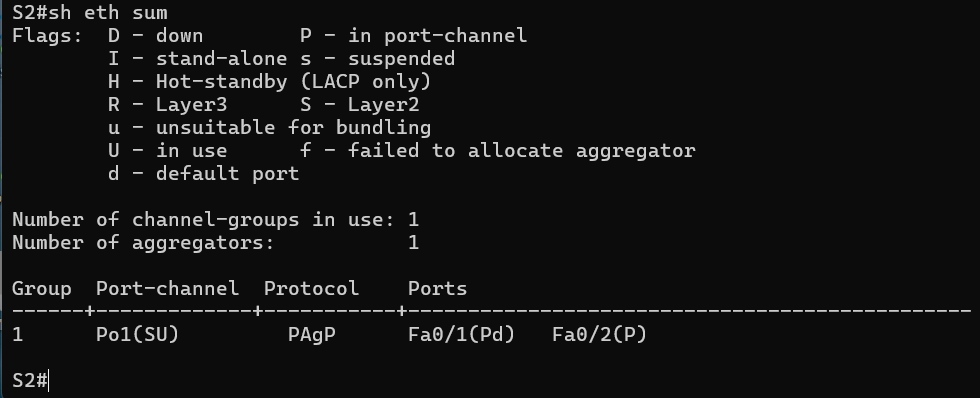 S2#sh eth sum
Flags:  D - down        P - in port-channel
        I - stand-alone s - suspended
        H - Hot-standby (LACP only)
        R - Layer3      S - Layer2
        u - unsuitable for bundling
        U - in use      f - failed to allocate aggregator
        d - default port

Number of channel-groups in use: 1
Number of aggregators:           1

Group  Port-channel  Protocol    Ports
------+-------------+-----------+-----------------------------------------------
1      Po1(SU)         PAgP      Fa0/1(Pd)   Fa0/2(P)

S2#